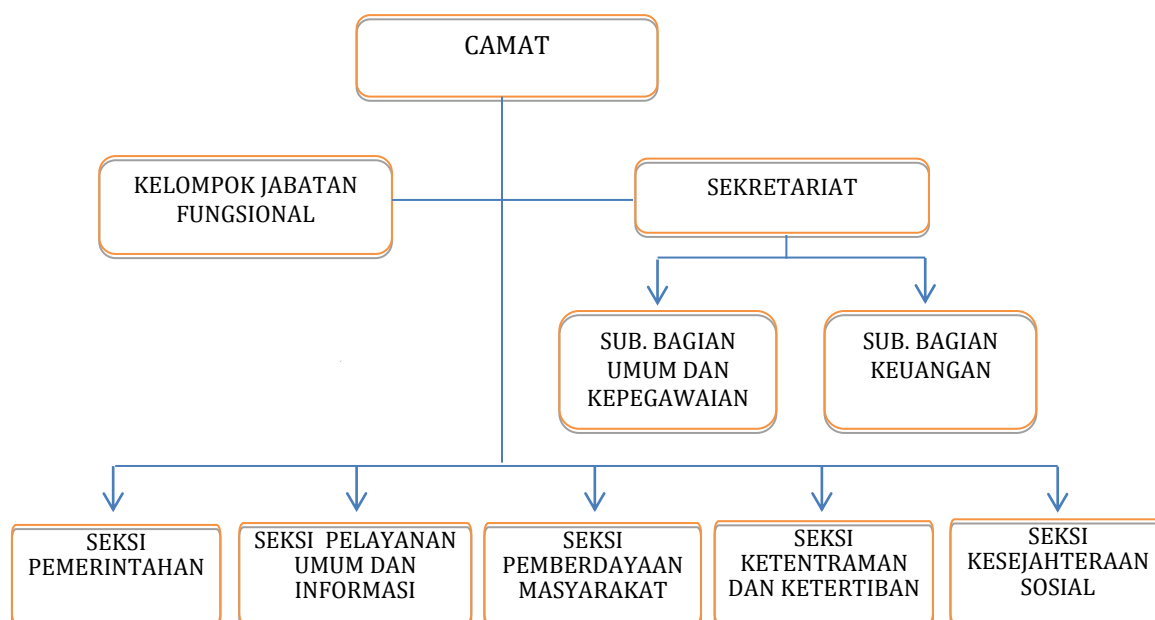 CAMAT
KELOMPOK JABATAN
FUNGSIONAL
SEKRETARIAT
SUB. BAGIAN
UMUM DAN
KEPEGAWAIAN
SUB. BAGIAN
KEUANGAN
SEKSI
PEMERINTAHAN
SEKSI PELAYANAN
UMUM DAN
INFORMASI
SEKSI
PEMBERDAYAAN
MASYARAKAT
SEKSI
KETENTRAMAN
DAN KETERTIBAN
SEKSI
KESEJAHTERAAN
SOSIAL